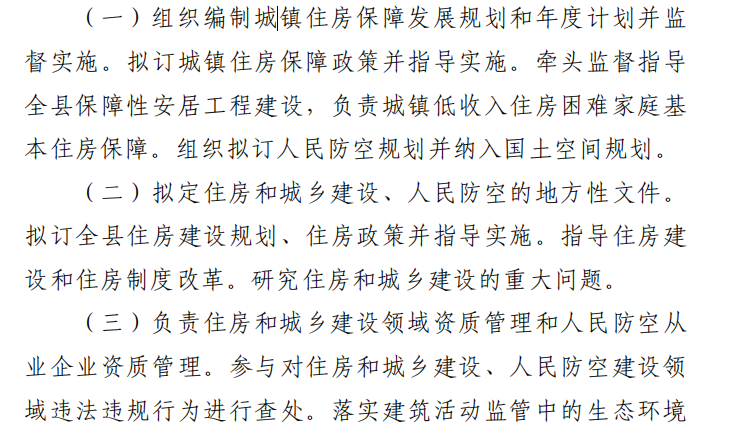 （一）组织编制城镇住房保障发展规划和年度计划并监
督实施。拟订城镇住房保障政策并指导实施。牵头监督指导
全县保障性安居工程建设，负责城镇低收入住房困难家庭基
本住房保障。组织拟订人民防空规划并纳入国土空间规划。
（二）拟定住房和城乡建设、人民防空的地方性文件。
拟订全县住房建设规划、住房政策并指导实施。指导住房建
设和住房制度改革。研究住房和城乡建设的重大问题。
（三）负责住房和城乡建设领域资质管理和人民防空从
业企业资质管理。参与对住房和城乡建设、人民防空建设领
域违法违规行为进行查处。落实建筑活动监管中的生态环境